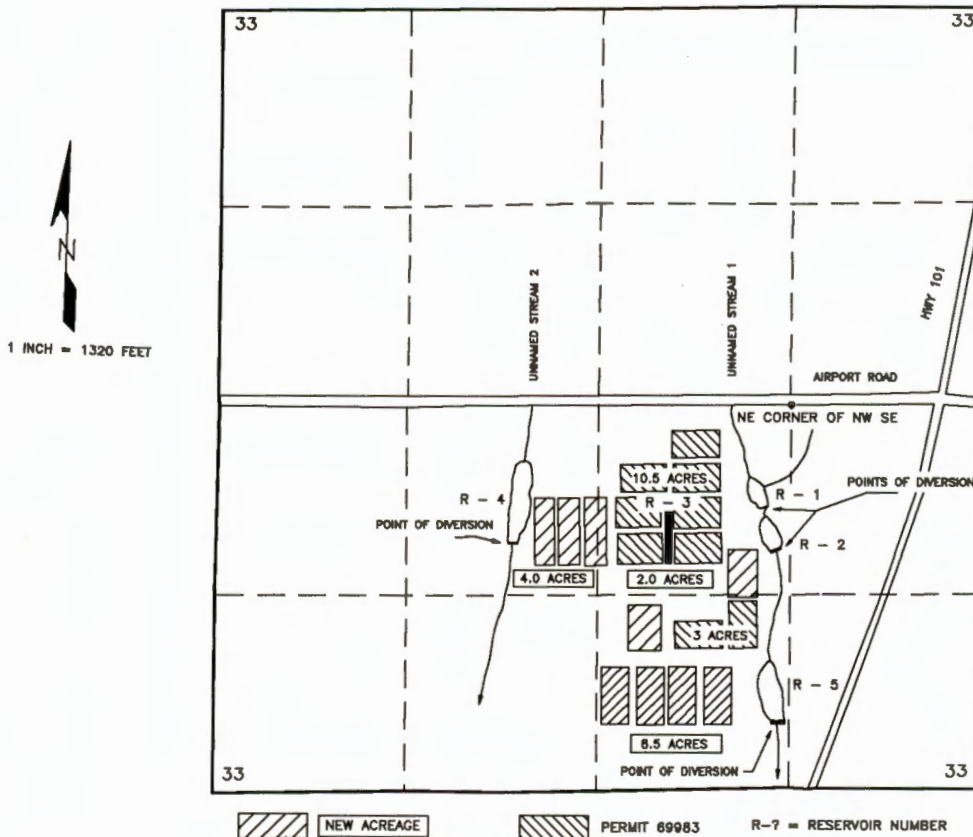 33
33
N
1 INCH = 1320 FEET
UNNAMED STREAM 2
UNNAMED STREAM 1
HWY 101
AIRPORT ROAD
NE CORNER OF NW SE
10.5 ACRES
POINTS OF DIVERSION
R - 4
R - 3
R - 1
POINT OF DIVERSION
R - 2
4.0 ACRES
2.0 ACRES
3 ACRES
R - 5
8.5 ACRES
POINT OF DIVERSION
33
33
NEW ACREAGE
PERMIT 69983
R-? = RESERVOIR NUMBER